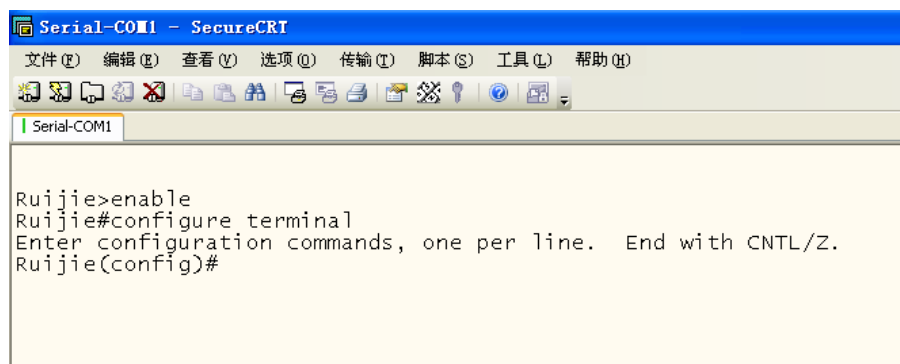 Serial-COM1 - SecureCRT
文件(F) 编辑(E) 查看(V) 选项(O) 传输(T) 脚本(S) 工具(L) 帮助(H)
Serial-COM1
Ruijie>enable
Ruijie#configure terminal
Enter configuration commands, one per line.  End with CNTL/Z.
Ruijie(config)#